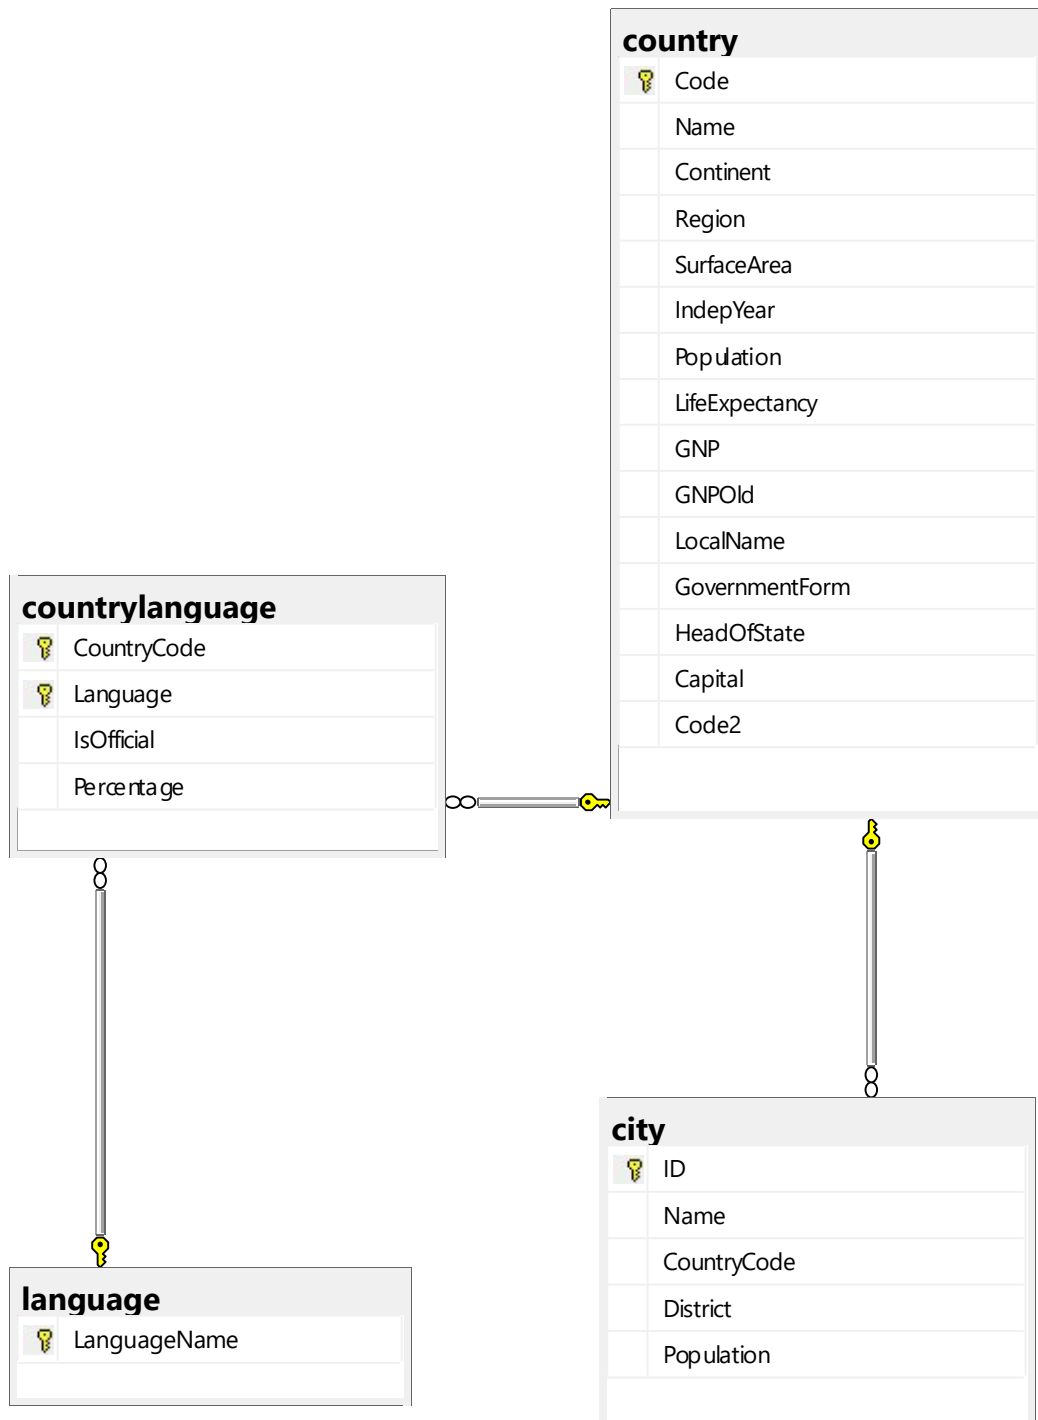 country
Code
Name
Continent
Region
SurfaceArea
IndepYear
Population
LifeExpectancy
GNP
GNPOld
LocalName
GovernmentForm
HeadOfState
Capital
Code2
countrylanguage
CountryCode
Language
IsOfficial
Percentage
city
ID
Name
CountryCode
District
Population
language
LanguageName